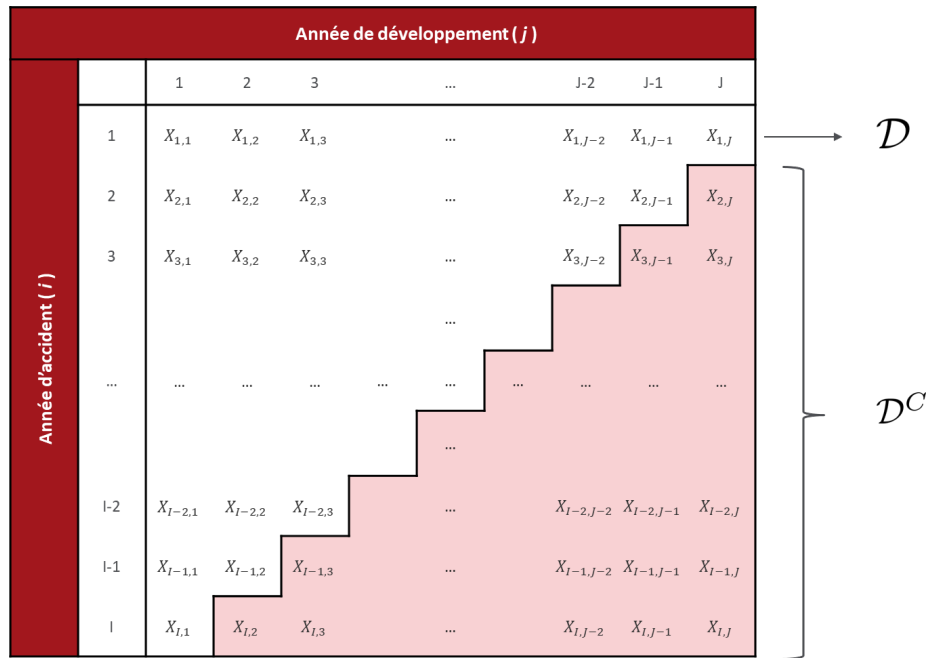 Année de développement ( j )
Année d'accident ( i )
1 2 3 ... J-2 J-1 J
1 X_{1,1} X_{1,2} X_{1,3} ... X_{1,J−2} X_{1,J−1} X_{1,J}
𝒟
2 X_{2,1} X_{2,2} X_{2,3} ... X_{2,J−2} X_{2,J−1} X_{2,J}
3 X_{3,1} X_{3,2} X_{3,3} ... X_{3,J−2} X_{3,J−1} X_{3,J}
...
... ... ... ... ... ... ... ... ... ...
𝒟^C
...
I-2 X_{I−2,1} X_{I−2,2} X_{I−2,3} ... X_{I−2,J−2} X_{I−2,J−1} X_{I−2,J}
I-1 X_{I−1,1} X_{I−1,2} X_{I−1,3} ... X_{I−1,J−2} X_{I−1,J−1} X_{I−1,J}
I X_{I,1} X_{I,2} X_{I,3} ... X_{I,J−2} X_{I,J−1} X_{I,J}